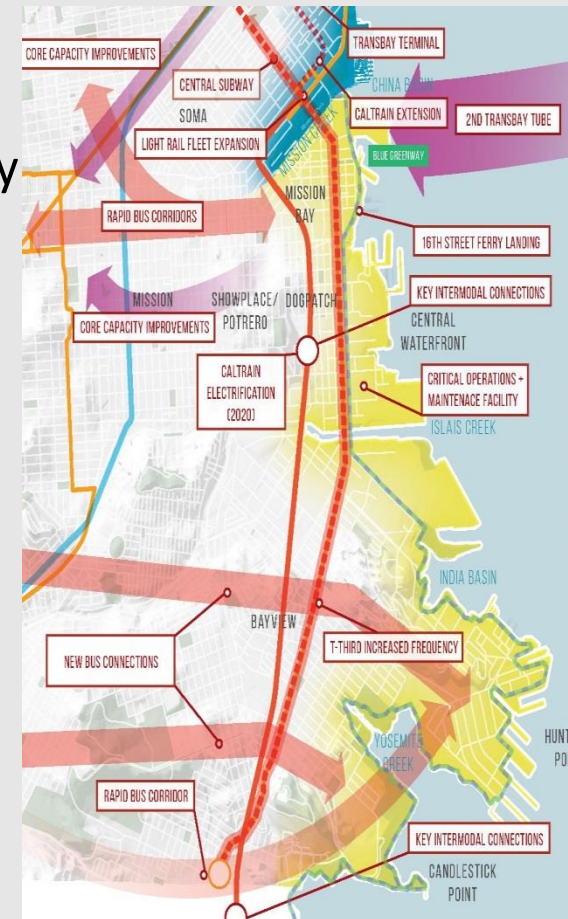 TRANSBAY TERMINAL
CORE CAPACITY IMPROVEMENTS
CENTRAL SUBWAY
CHINA BASIN
SOMA
CALTRAIN EXTENSION
2ND TRANSBAY TUBE
LIGHT RAIL FLEET EXPANSION
MISSION CREEK
BLUE GREENWAY
y
MISSION
BAY
RAPID BUS CORRIDORS
16TH STREET FERRY LANDING
KEY INTERMODAL CONNECTIONS
MISSION
SHOWPLACE/
POTRERO
DOGPATCH
CENTRAL
WATERFRONT
CORE CAPACITY IMPROVEMENTS
CALTRAIN
ELECTRIFICATION
(2020)
CRITICAL OPERATIONS +
MAINTENACE FACILITY
ISLAIS CREEK
INDIA BASIN
BAYVIEW
T-THIRD INCREASED FREQUENCY
NEW BUS CONNECTIONS
YOSEMITE
CREEK
HUNT
PO
RAPID BUS CORRIDOR
KEY INTERMODAL CONNECTIONS
CANDLESTICK
POINT